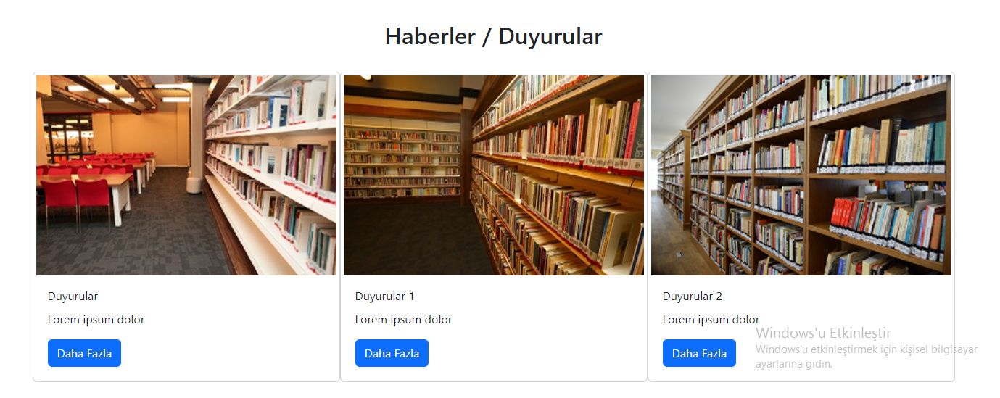 Haberler / Duyurular
Duyurular
Lorem ipsum dolor
Daha Fazla
Duyurular 1
Lorem ipsum dolor
Daha Fazla
Duyurular 2
Lorem ipsum dolor
Daha Fazla
Windows'u Etkinleştir
Windows'u etkinleştirmek için kişisel bilgisayar
ayarlarına gidin.